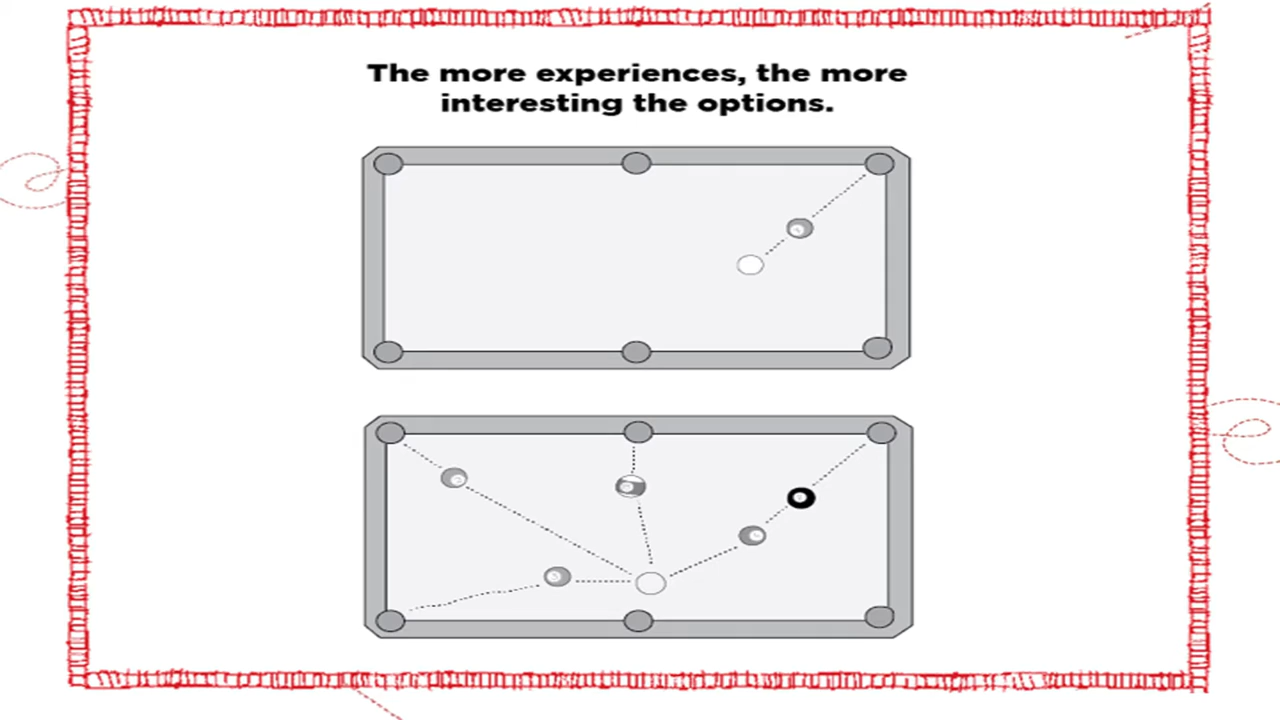 The more experiences, the more
interesting the options.